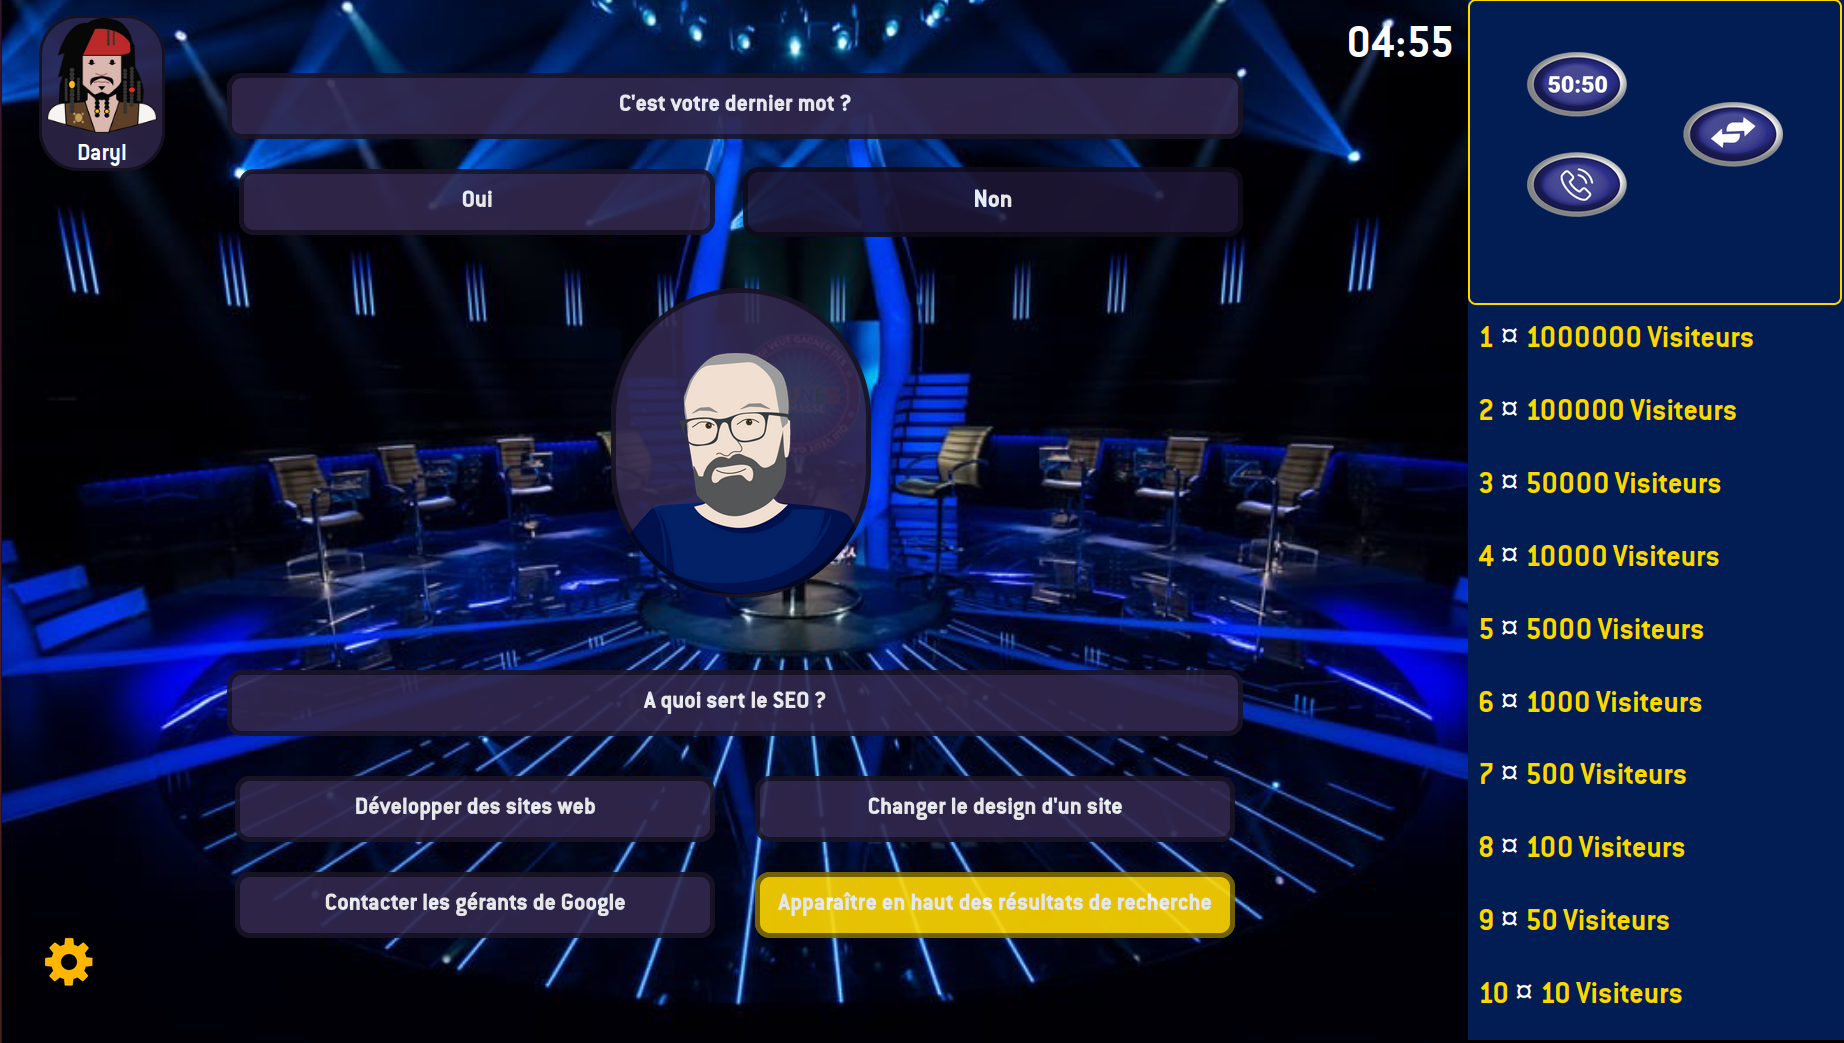 Daryl
C'est votre dernier mot ?
Oui
Non
04:55
50:50
A quoi sert le SEO ?
Développer des sites web
Changer le design d'un site
Contacter les gérants de Google
Apparaître en haut des résultats de recherche
1 ¤ 1000000 Visiteurs
2 ¤ 100000 Visiteurs
3 ¤ 50000 Visiteurs
4 ¤ 10000 Visiteurs
5 ¤ 5000 Visiteurs
6 ¤ 1000 Visiteurs
7 ¤ 500 Visiteurs
8 ¤ 100 Visiteurs
9 ¤ 50 Visiteurs
10 ¤ 10 Visiteurs